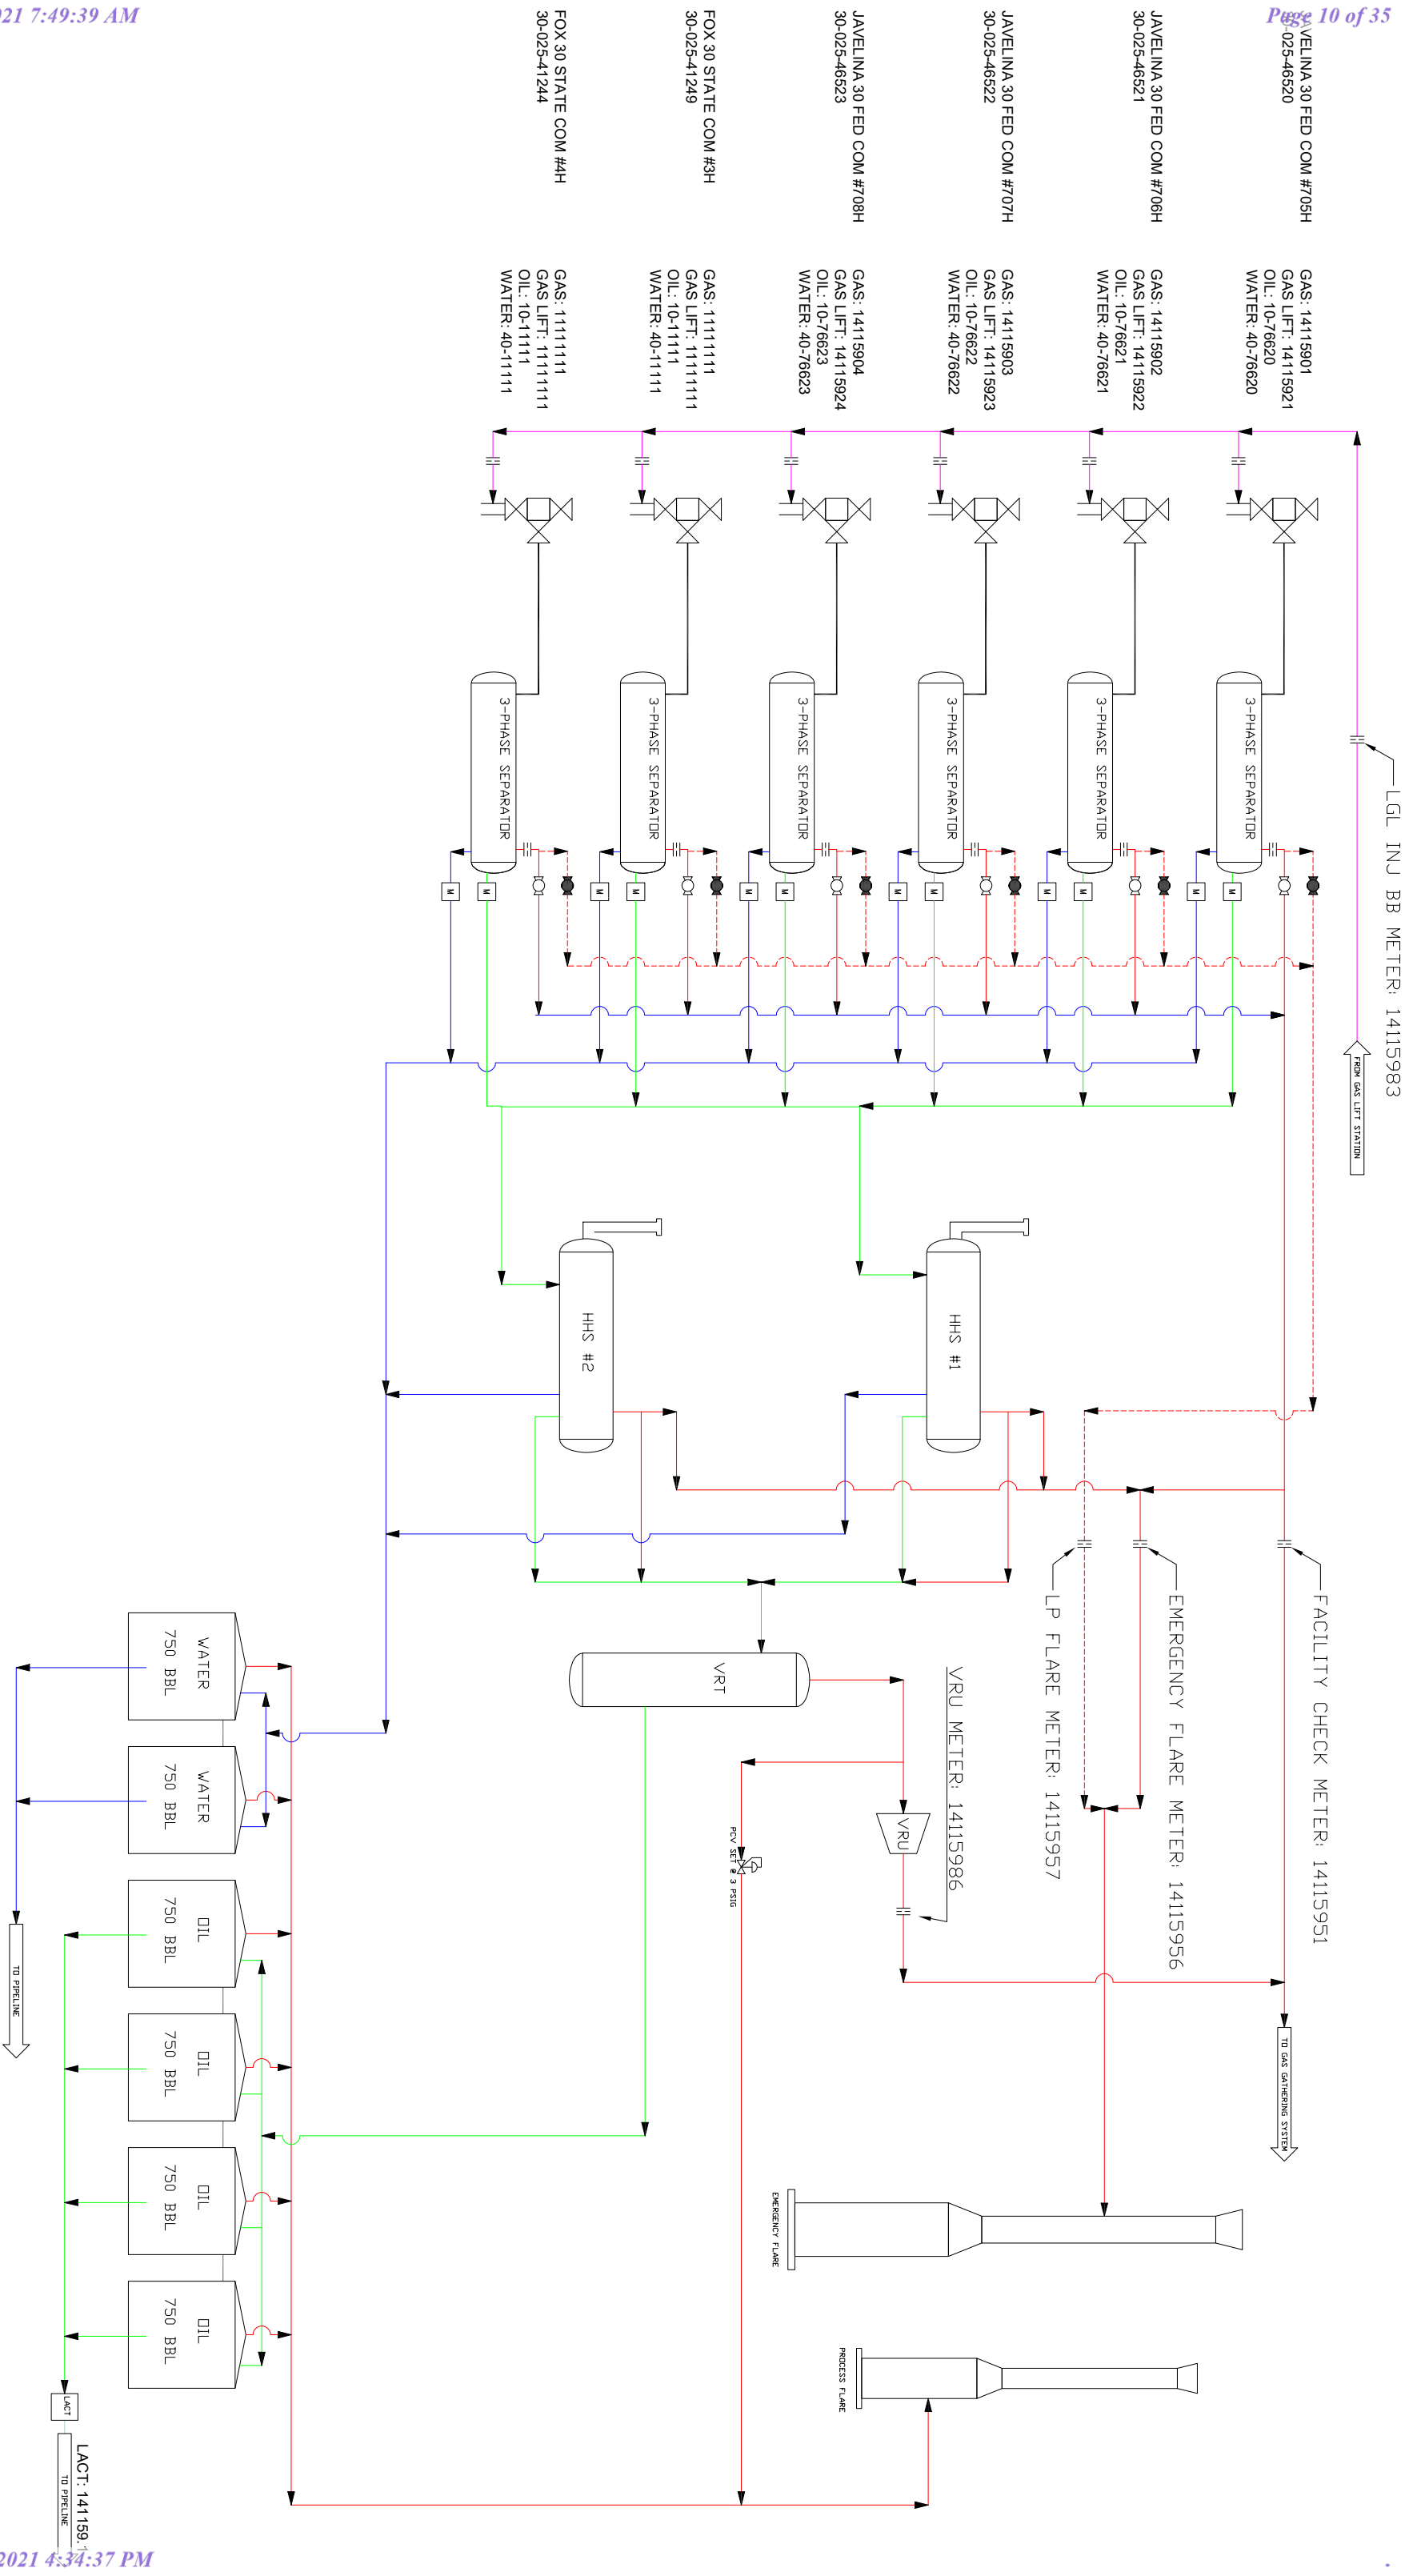 021 7:49:39 AM
Page 10 of 35
JAVELINA 30 FED COM #705H
30-025-46520
GAS: 14115901
GAS LIFT: 14115921
OIL: 10-76620
WATER: 40-76620
JAVELINA 30 FED COM #706H
30-025-46521
GAS: 14115902
GAS LIFT: 14115922
OIL: 10-76621
WATER: 40-76621
JAVELINA 30 FED COM #707H
30-025-46522
GAS: 14115903
GAS LIFT: 14115923
OIL: 10-76622
WATER: 40-76622
JAVELINA 30 FED COM #708H
30-025-46523
GAS: 14115904
GAS LIFT: 14115924
OIL: 10-76623
WATER: 40-76623
FOX 30 STATE COM #3H
30-025-41249
GAS: 11111111
GAS LIFT: 11111111
OIL: 10-11111
WATER: 40-11111
FOX 30 STATE COM #4H
30-025-41244
GAS: 11111111
GAS LIFT: 11111111
OIL: 10-11111
WATER: 40-11111
LGL INJ BB METER: 14115983
FROM GAS LIFT STATION
3-PHASE SEPARATOR
3-PHASE SEPARATOR
3-PHASE SEPARATOR
3-PHASE SEPARATOR
3-PHASE SEPARATOR
3-PHASE SEPARATOR
M
M
M
M
M
M
M
M
M
M
M
M
HHS #1
HHS #2
FACILITY CHECK METER: 14115951
EMERGENCY FLARE METER: 14115956
LP FLARE METER: 14115957
VRU METER: 14115986
VRT
VRU
PCV SET @ 3 PSIG
TO GAS GATHERING SYSTEM
EMERGENCY FLARE
PROCESS FLARE
WATER
750 BBL
WATER
750 BBL
OIL
750 BBL
OIL
750 BBL
OIL
750 BBL
OIL
750 BBL
TO PIPELINE
LACT
LACT: 141159
TO PIPELINE
2021 4:34:37 PM